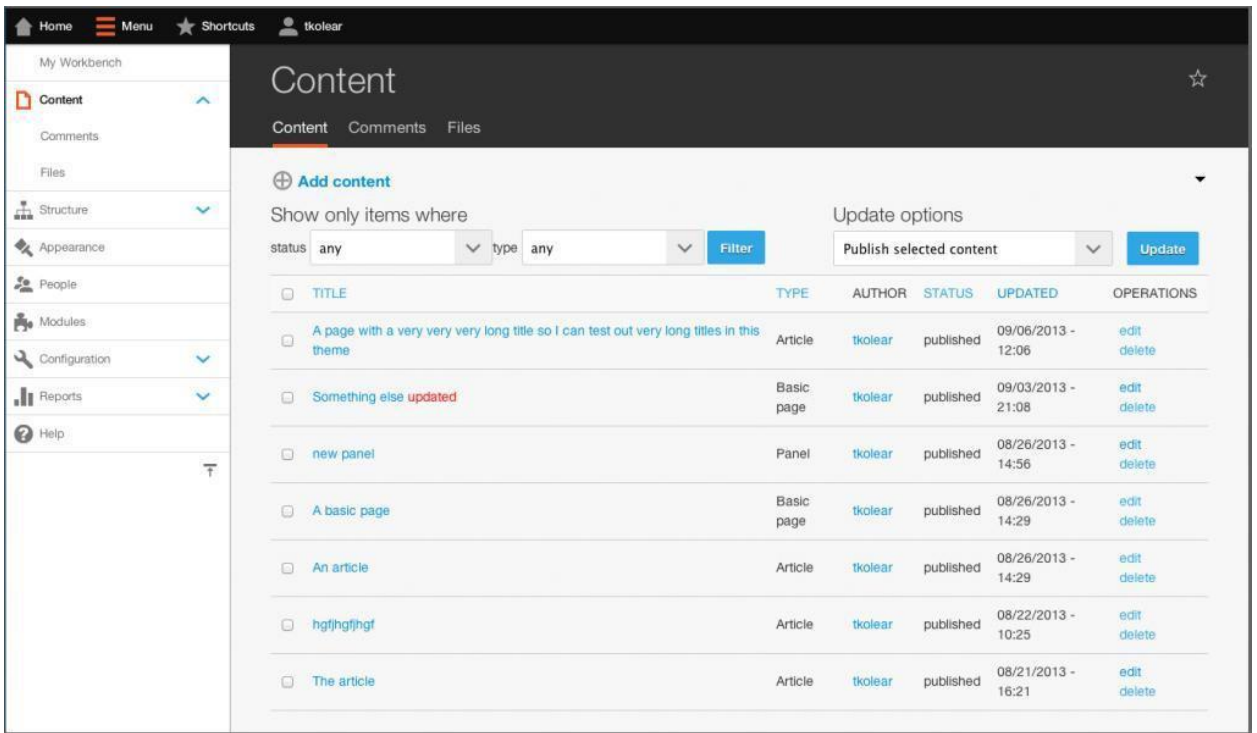 Home Menu Shortcuts tkolear
My Workbench
Content
Comments
Files
Structure
Appearance
People
Modules
Configuration
Reports
Help
Content
Content Comments Files
Add content
Show only items where
Update options
status any type any Filter
Publish selected content Update
TITLE TYPE AUTHOR STATUS UPDATED OPERATIONS
A page with a very very very long title so I can test out very long titles in this
theme
Article tkolear published
09/06/2013 -
12:06
edit
delete
Something else updated
Basic
page
tkolear published
09/03/2013 -
21:08
edit
delete
new panel
Panel tkolear published
08/26/2013 -
14:56
edit
delete
A basic page
Basic
page
tkolear published
08/26/2013 -
14:29
edit
delete
An article
Article tkolear published
08/26/2013 -
14:29
edit
delete
hgfjhgfjhgf
Article tkolear published
08/22/2013 -
10:25
edit
delete
The article
Article tkolear published
08/21/2013 -
16:21
edit
delete